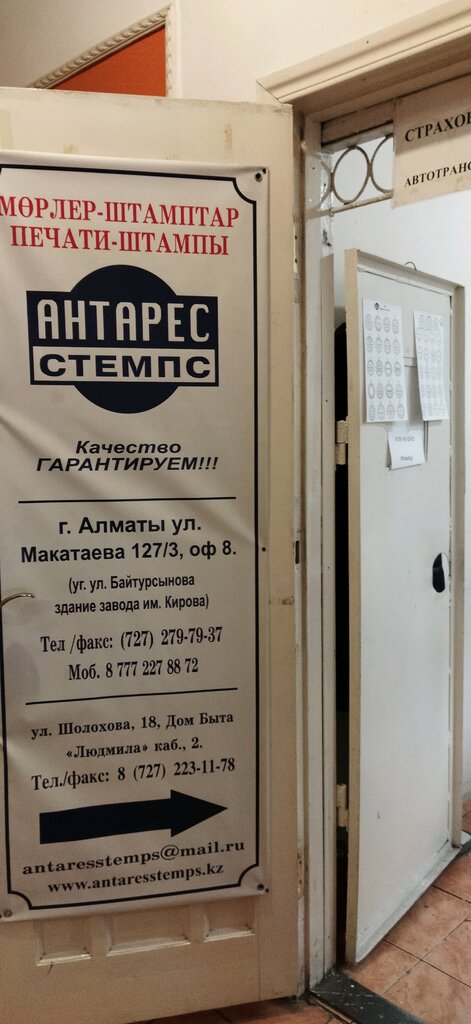 МӨРЛЕР-ШТАМПТАР
ПЕЧАТИ-ШТАМПЫ
АНТАРЕС
СТЕМПС
Качество
ГАРАНТИРУЕМ!!!
г. Алматы ул.
Макатаева 127/3, оф 8.
(уг. ул. Байтурсынова
здание завода им. Кирова)
Тел /факс: (727) 279-79-37
Моб. 8 777 227 88 72
ул. Шолохова, 18, Дом Быта
«Людмила» каб., 2.
Тел./факс: 8 (727) 223-11-78
antaresstemps@mail.ru
www.antaresstemps.kz
СТРАХОВ
АВТОТРАНС